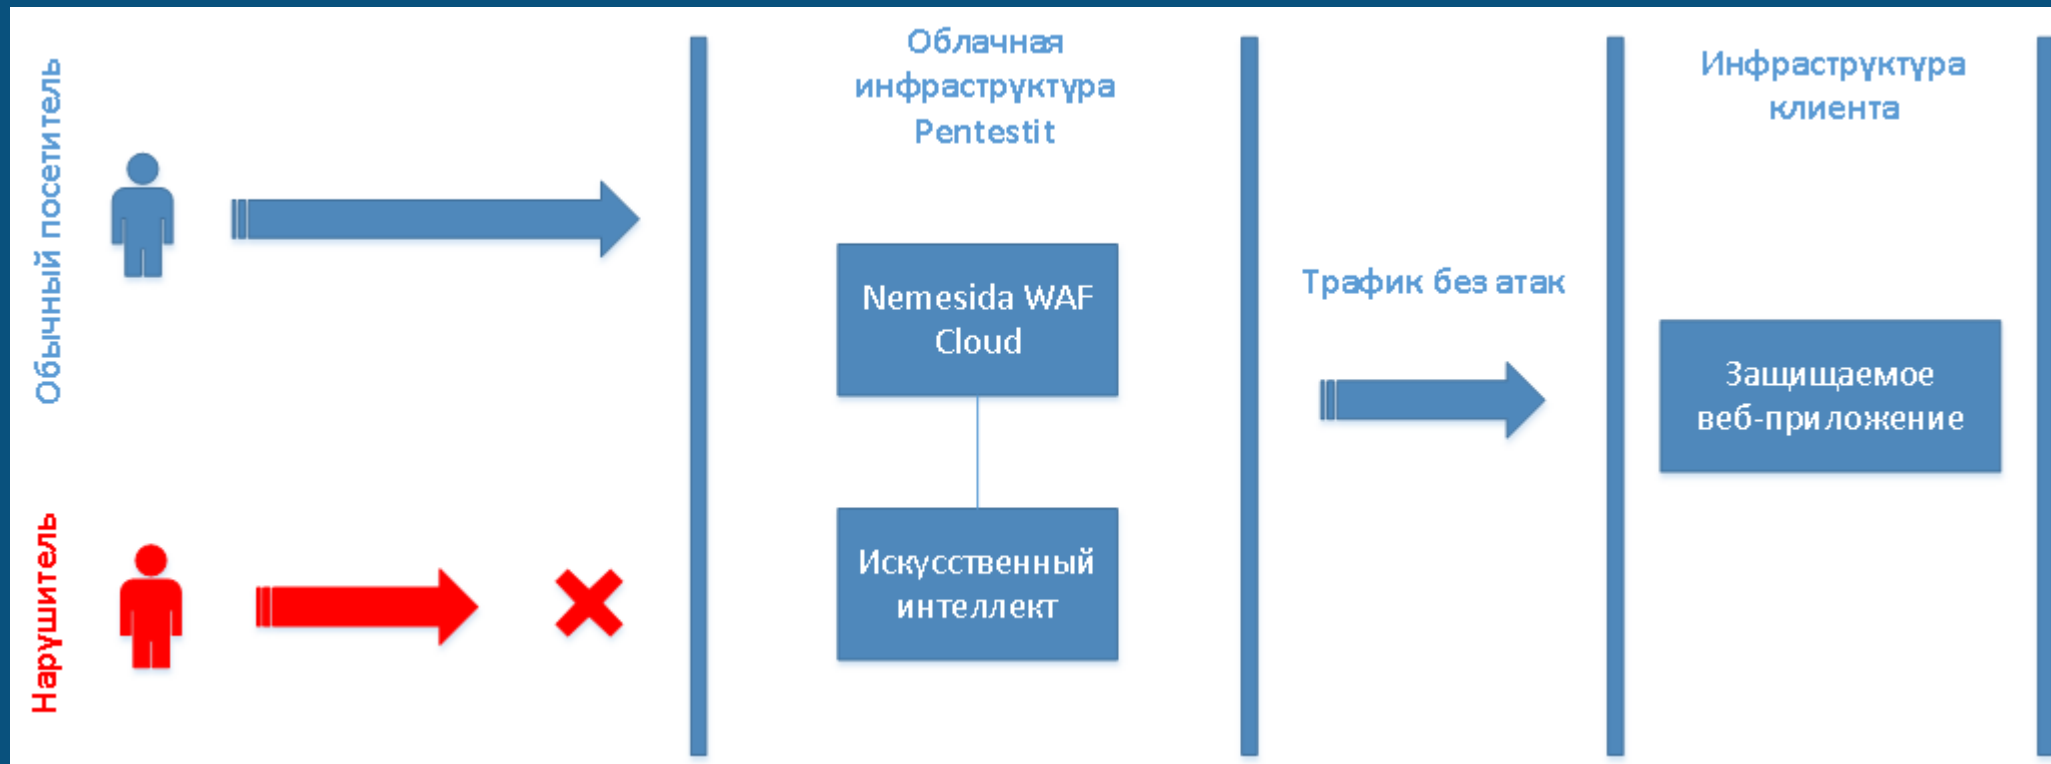 Обычный посетитель
Нарушитель
Облачная
инфраструктура
Pentestit
Nemesida WAF
Cloud
Искусственный
интеллект
Трафик без атак
Инфраструктура
клиента
Защищаемое
веб-приложение